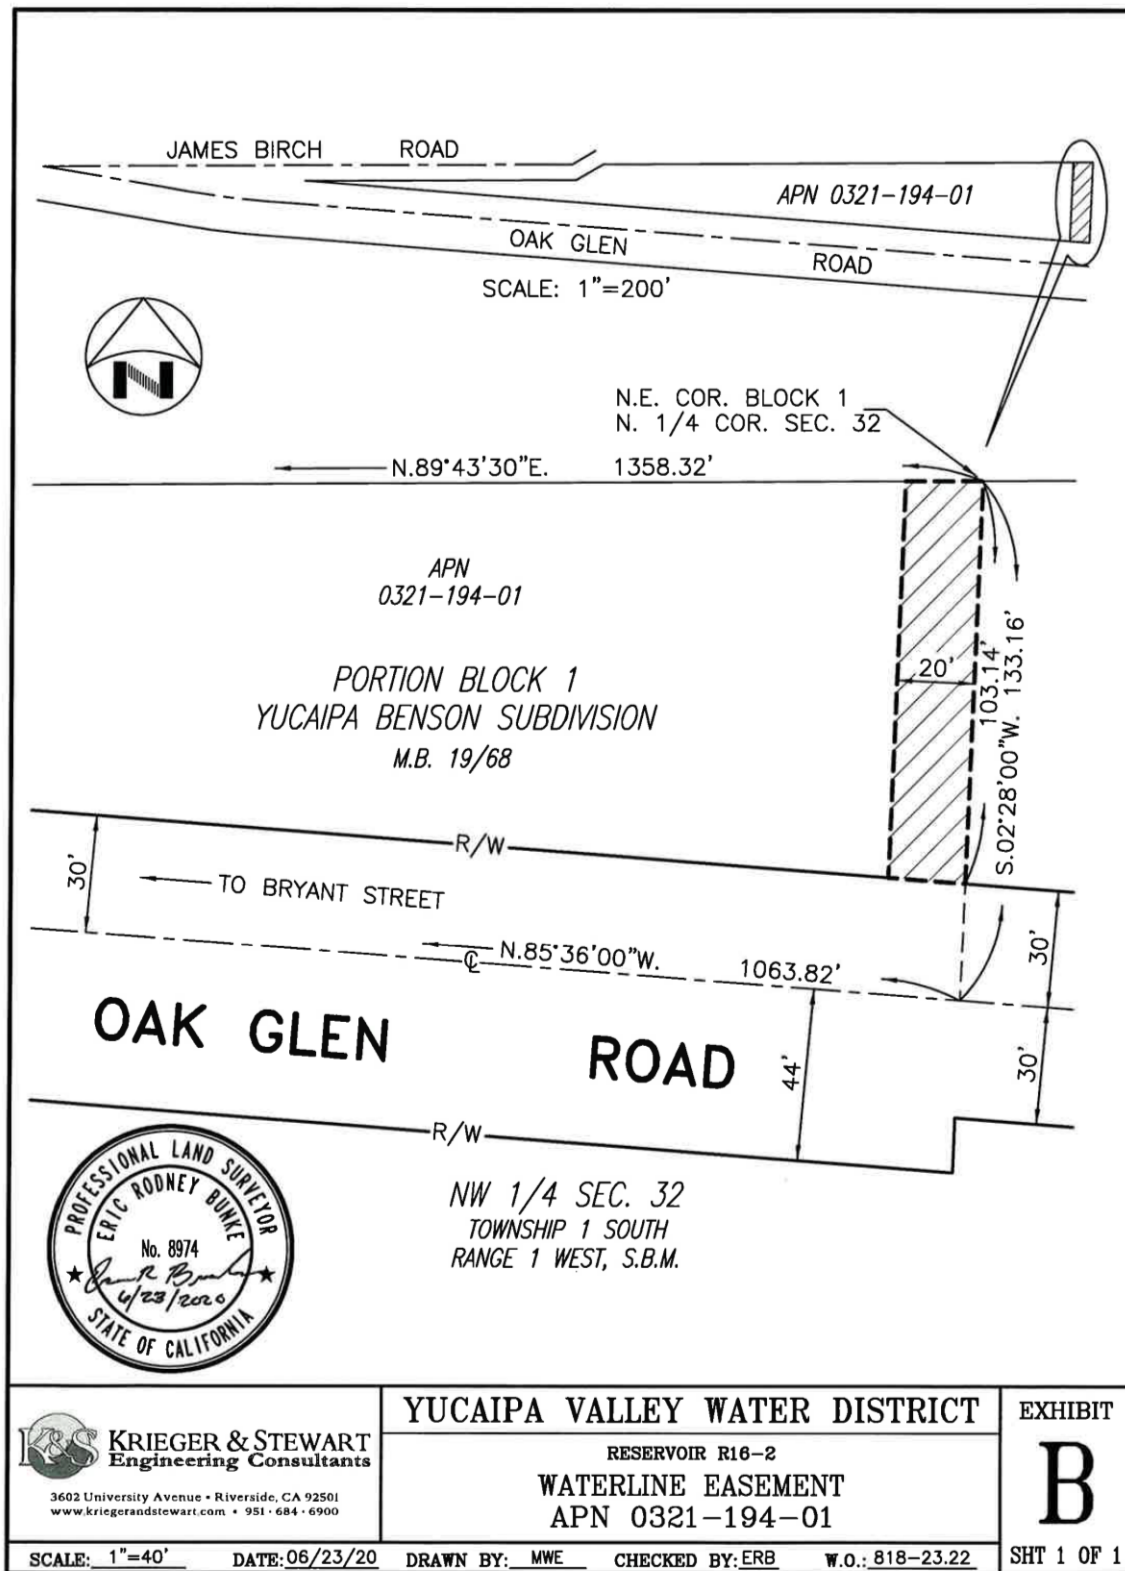 JAMES BIRCH ROAD
APN 0321-194-01
OAK GLEN ROAD
SCALE: 1"=200'
N
N.E. COR. BLOCK 1
N. 1/4 COR. SEC. 32
N.89°43'30"E. 1358.32'
APN
0321-194-01
PORTION BLOCK 1
YUCAIPA BENSON SUBDIVISION
M.B. 19/68
20'
103.14'
S.02°28'00"W. 133.16'
R/W
30'
TO BRYANT STREET
N.85°36'00"W. 1063.82'
℄
30'
OAK GLEN ROAD
44'
30'
R/W
PROFESSIONAL LAND SURVEYOR
ERIC RODNEY BUNKE
No. 8974
6/23/2020
STATE OF CALIFORNIA
NW 1/4 SEC. 32
TOWNSHIP 1 SOUTH
RANGE 1 WEST, S.B.M.
K&S
KRIEGER & STEWART
Engineering Consultants
3602 University Avenue • Riverside, CA 92501
www.kriegerandstewart.com • 951 · 684 · 6900
YUCAIPA VALLEY WATER DISTRICT
RESERVOIR R16-2
WATERLINE EASEMENT
APN 0321-194-01
EXHIBIT
B
SHT 1 OF 1
SCALE: 1"=40' DATE: 06/23/20 DRAWN BY: MWE CHECKED BY: ERB W.O.: 818-23.22